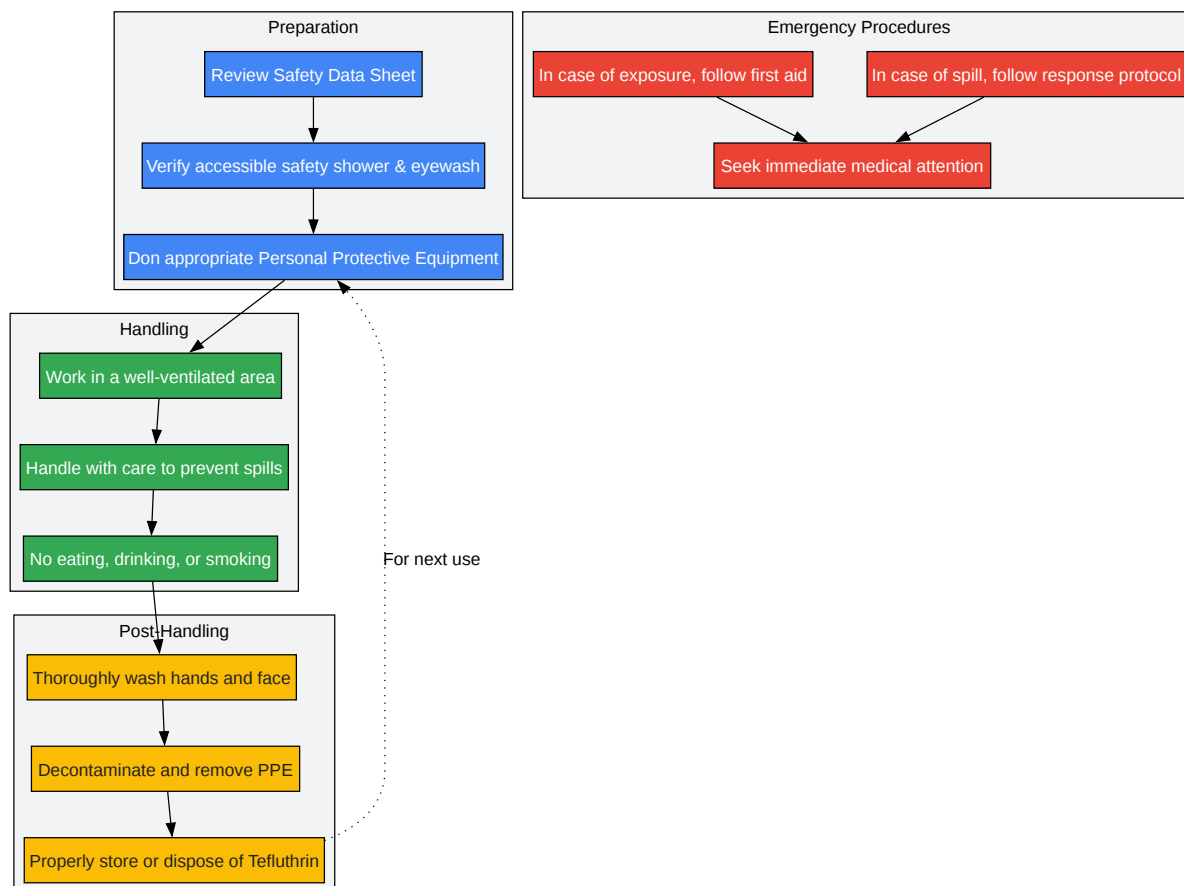 Preparation
Review Safety Data Sheet
Verify accessible safety shower & eyewash
Don appropriate Personal Protective Equipment
Emergency Procedures
In case of exposure, follow first aid
In case of spill, follow response protocol
Seek immediate medical attention
Handling
Work in a well-ventilated area
Handle with care to prevent spills
No eating, drinking, or smoking
For next use
Post-Handling
Thoroughly wash hands and face
Decontaminate and remove PPE
Properly store or dispose of Tefluthrin